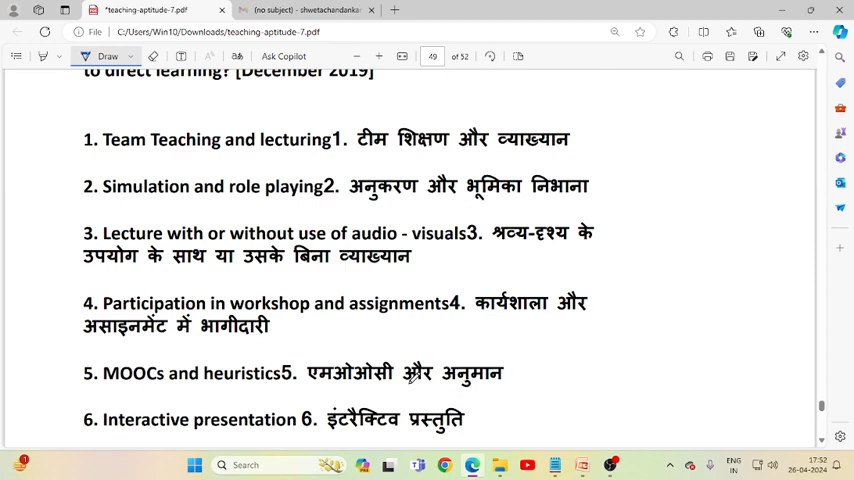 *teaching-aptitude-7.pdf
(no subject) - shwetachandankar
File
C:/Users/Win10/Downloads/teaching-aptitude-7.pdf
Draw
Ask Copilot
49 of 52
to direct learning? [December 2019]
1. Team Teaching and lecturing1. टीम शिक्षण और व्याख्यान
2. Simulation and role playing2. अनुकरण और भूमिका निभाना
3. Lecture with or without use of audio - visuals3. श्रव्य-दृश्य के
उपयोग के साथ या उसके बिना व्याख्यान
4. Participation in workshop and assignments4. कार्यशाला और
असाइनमेंट में भागीदारी
5. MOOCs and heuristics5. एमओओसी और अनुमान
6. Interactive presentation 6. इंटरैक्टिव प्रस्तुति
Search
ENG
IN
17:52
26-04-2024